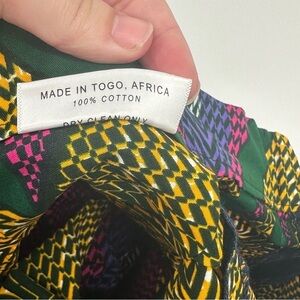 MADE IN TOGO, AFRICA
100% COTTON
DRY CLEAN ONLY